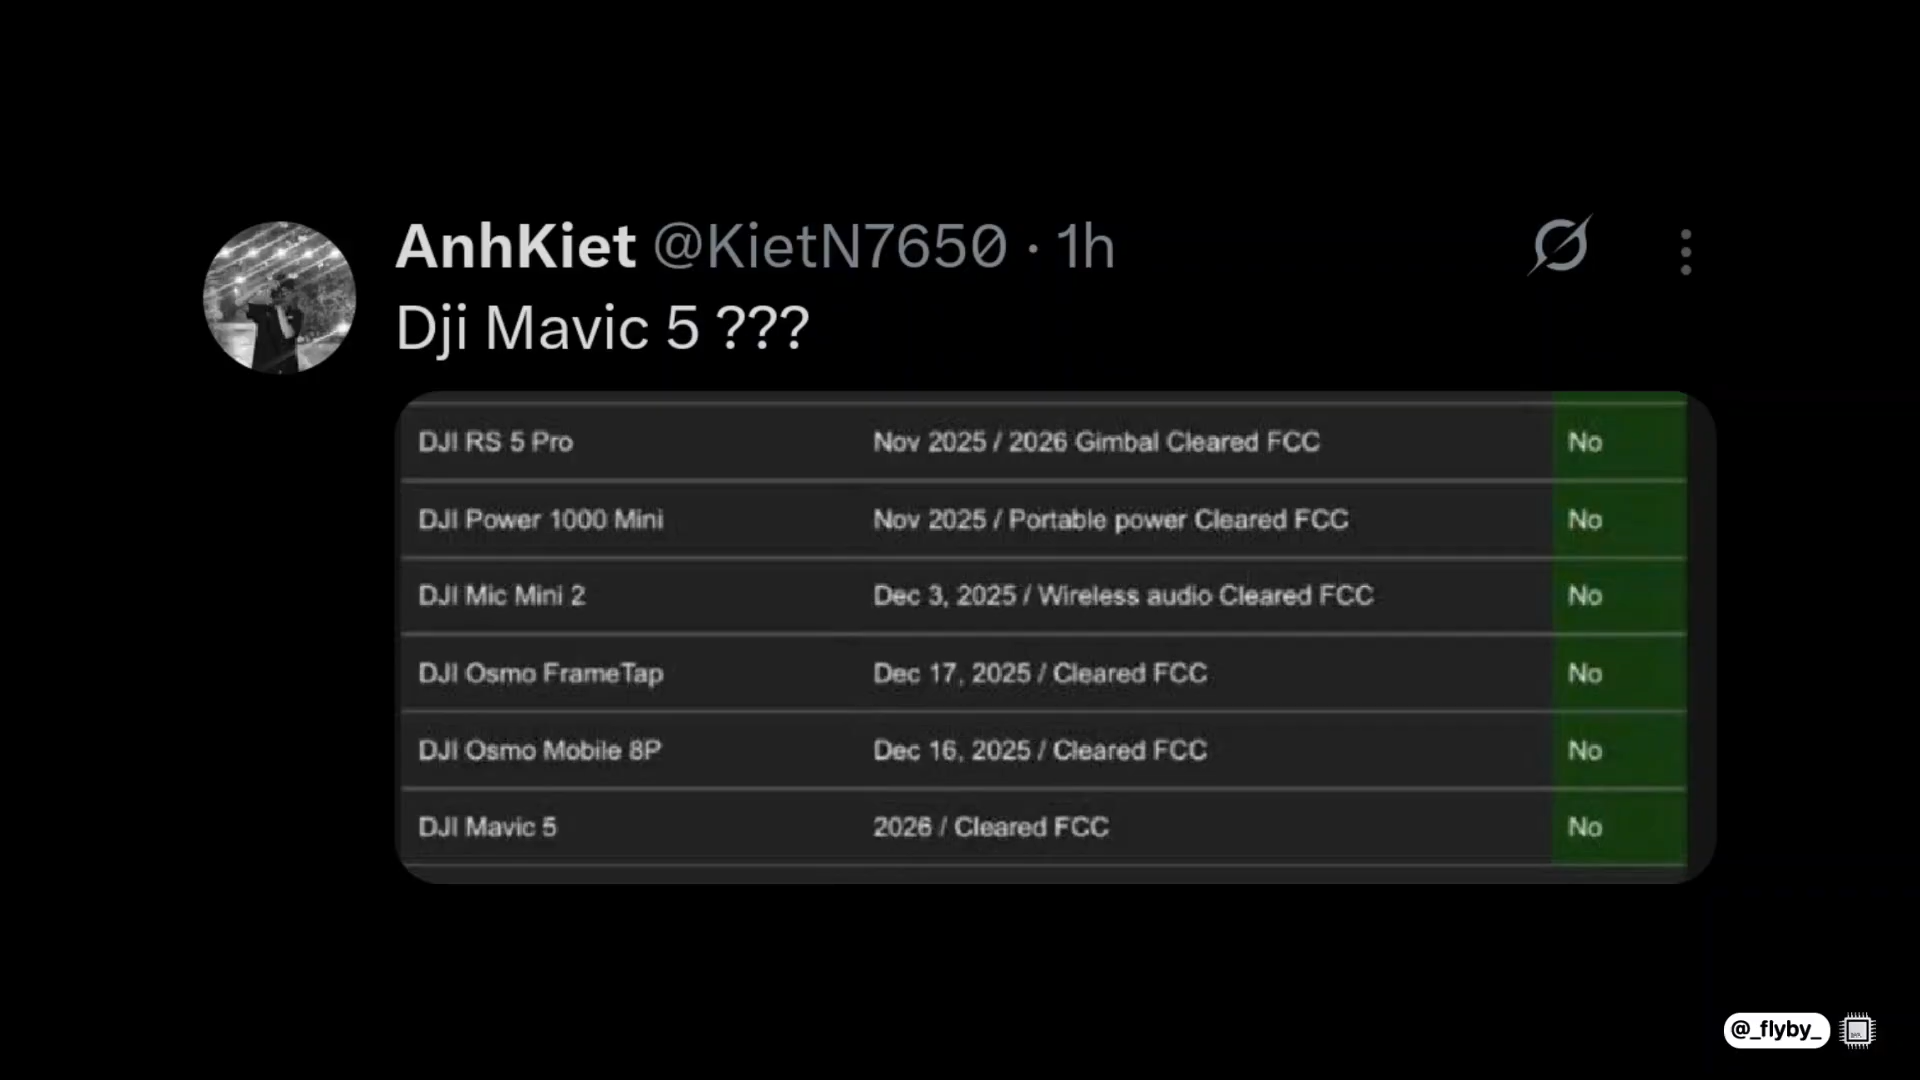 AnhKiet @KietN7650 · 1h
Dji Mavic 5 ???
DJI RS 5 Pro Nov 2025 / 2026 Gimbal Cleared FCC No
DJI Power 1000 Mini Nov 2025 / Portable power Cleared FCC No
DJI Mic Mini 2 Dec 3, 2025 / Wireless audio Cleared FCC No
DJI Osmo FrameTap Dec 17, 2025 / Cleared FCC No
DJI Osmo Mobile 8P Dec 16, 2025 / Cleared FCC No
DJI Mavic 5 2026 / Cleared FCC No
@_flyby_